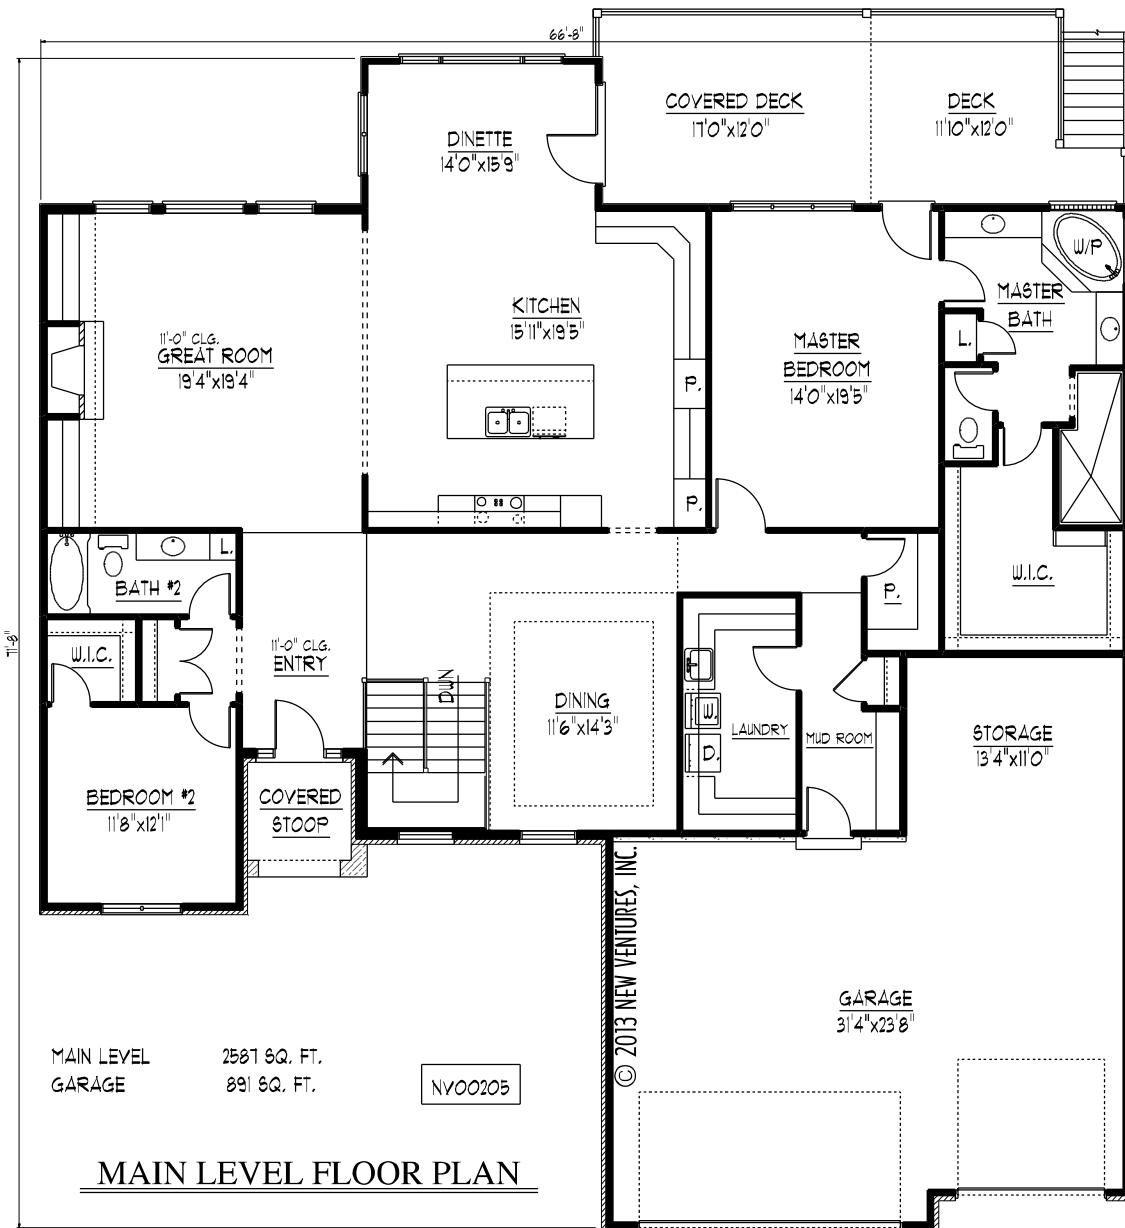 66'-8"
COVERED DECK
17'0"x12'0"
DECK
11'10"x12'0"
DINETTE
14'0"x15'9"
W/P
MASTER
BATH
L.
KITCHEN
15'11"x19'5"
11'-0" CLG.
GREAT ROOM
19'4"x19'4"
MASTER
BEDROOM
14'0"x19'5"
P.
P.
L.
BATH #2
W.I.C.
P.
71'-8"
W.I.C.
11'-0" CLG.
ENTRY
DWN
DINING
11'6"x14'3"
W.
D.
LAUNDRY
MUD ROOM
STORAGE
13'4"x11'0"
BEDROOM #2
11'8"x12'1"
COVERED
STOOP
© 2013 NEW VENTURES, INC.
GARAGE
31'4"x23'8"
MAIN LEVEL 2587 SQ. FT.
GARAGE 891 SQ. FT.
NV00205
MAIN LEVEL FLOOR PLAN